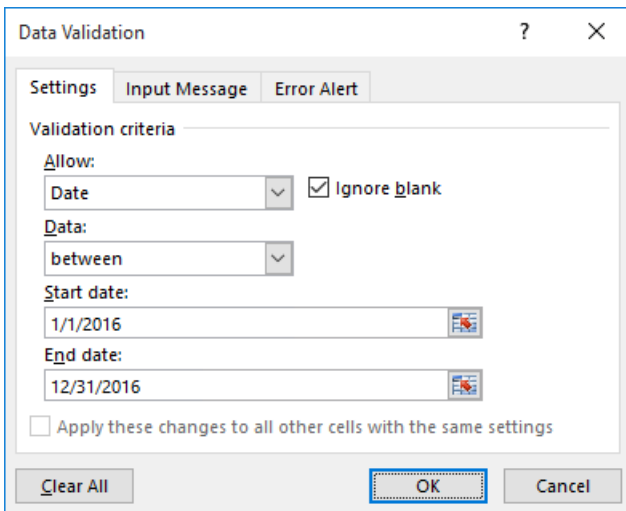 Data Validation ?
Settings Input Message Error Alert
Validation criteria
Allow:
Date Ignore blank
Data:
between
Start date:
1/1/2016
End date:
12/31/2016
Apply these changes to all other cells with the same settings
Clear All OK Cancel